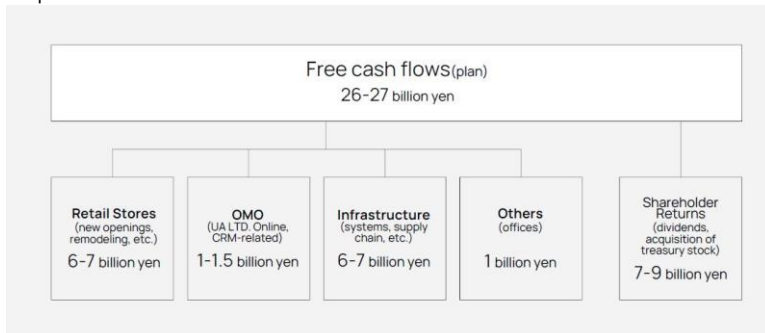 Free cash flows(plan)
26-27 billion yen
Retail Stores
(new openings,
remodeling, etc.)
6-7 billion yen
OMO
(UA LTD. Online,
CRM-related)
1-1.5 billion yen
Infrastructure
(systems, supply
chain, etc.)
6-7 billion yen
Others
(offices)
1 billion yen
Shareholder
Returns
(dividends,
acquisition of
treasury stock)
7-9 billion yen